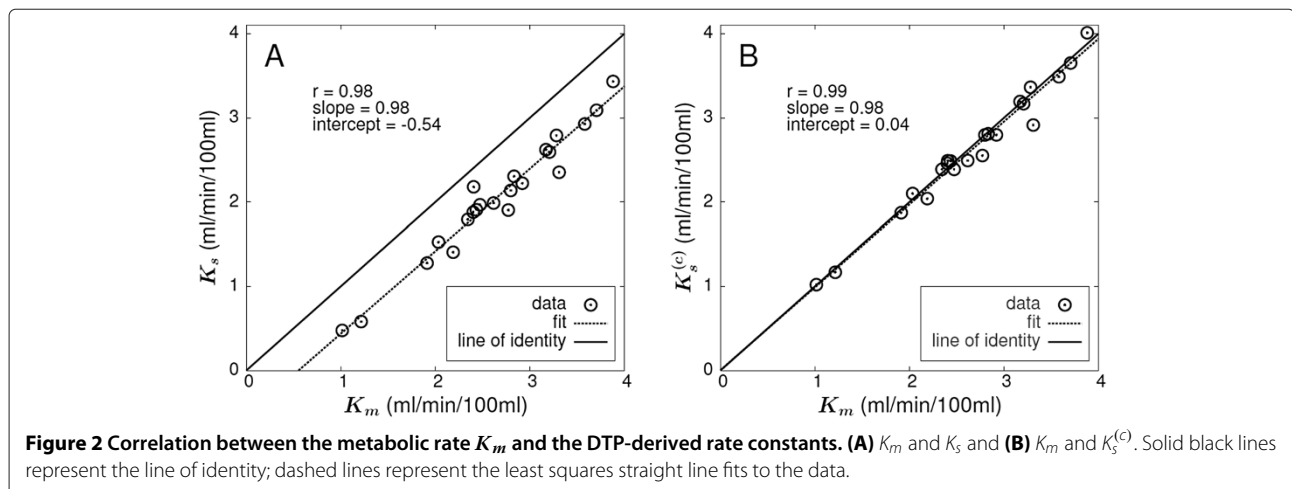 A
r = 0.98
slope = 0.98
intercept = -0.54
4
3
2
1
0
0 1 2 3 4
K_s (ml/min/100ml)
K_m (ml/min/100ml)
data
fit
line of identity
B
r = 0.99
slope = 0.98
intercept = 0.04
4
3
2
1
0
0 1 2 3 4
K_s^(c) (ml/min/100ml)
K_m (ml/min/100ml)
data
fit
line of identity
Figure 2 Correlation between the metabolic rate K_m and the DTP-derived rate constants. (A) K_m and K_s and (B) K_m and K_s^(c). Solid black lines
represent the line of identity; dashed lines represent the least squares straight line fits to the data.